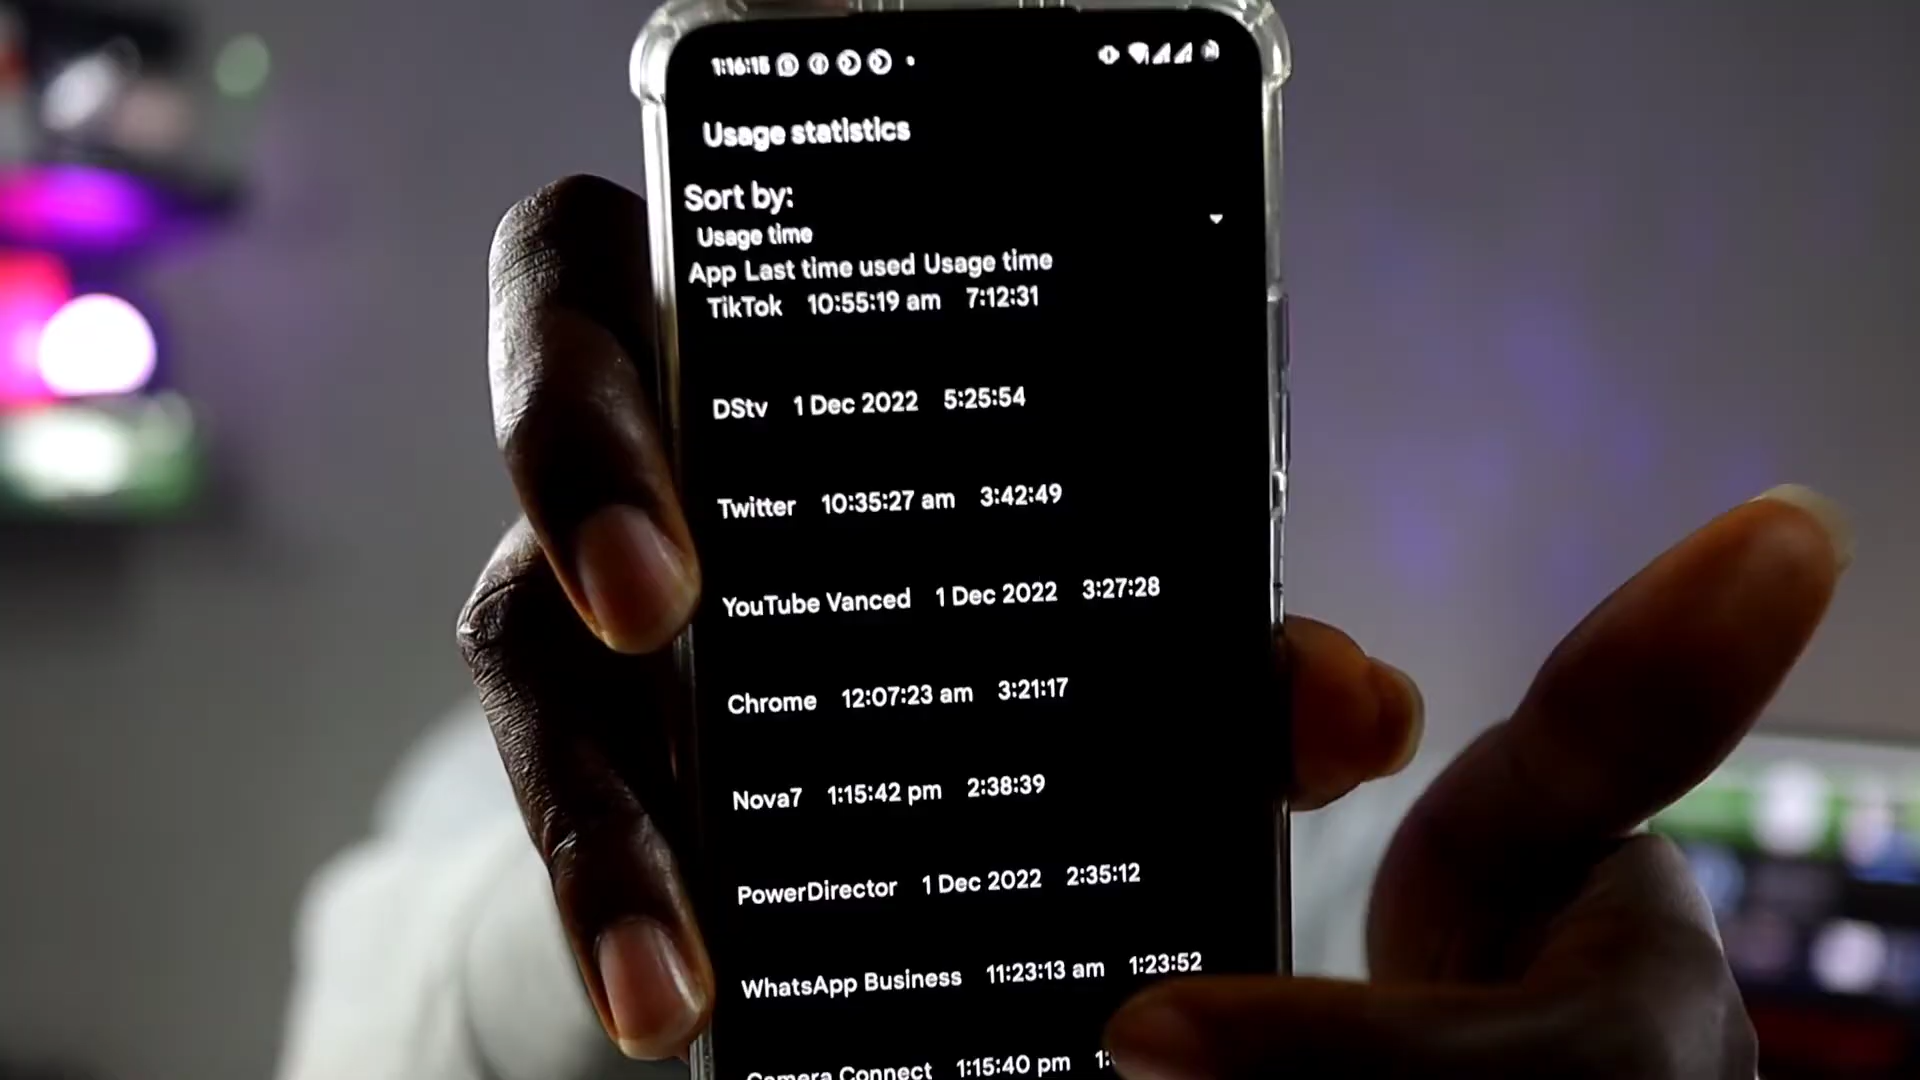 1:16:15
Usage statistics
Sort by:
Usage time
App Last time used Usage time
TikTok 10:55:19 am 7:12:31
DStv 1 Dec 2022 5:25:54
Twitter 10:35:27 am 3:42:49
YouTube Vanced 1 Dec 2022 3:27:28
Chrome 12:07:23 am 3:21:17
Nova7 1:15:42 pm 2:38:39
PowerDirector 1 Dec 2022 2:35:12
WhatsApp Business 11:23:13 am 1:23:52
Camera Connect 1:15:40 pm 1: